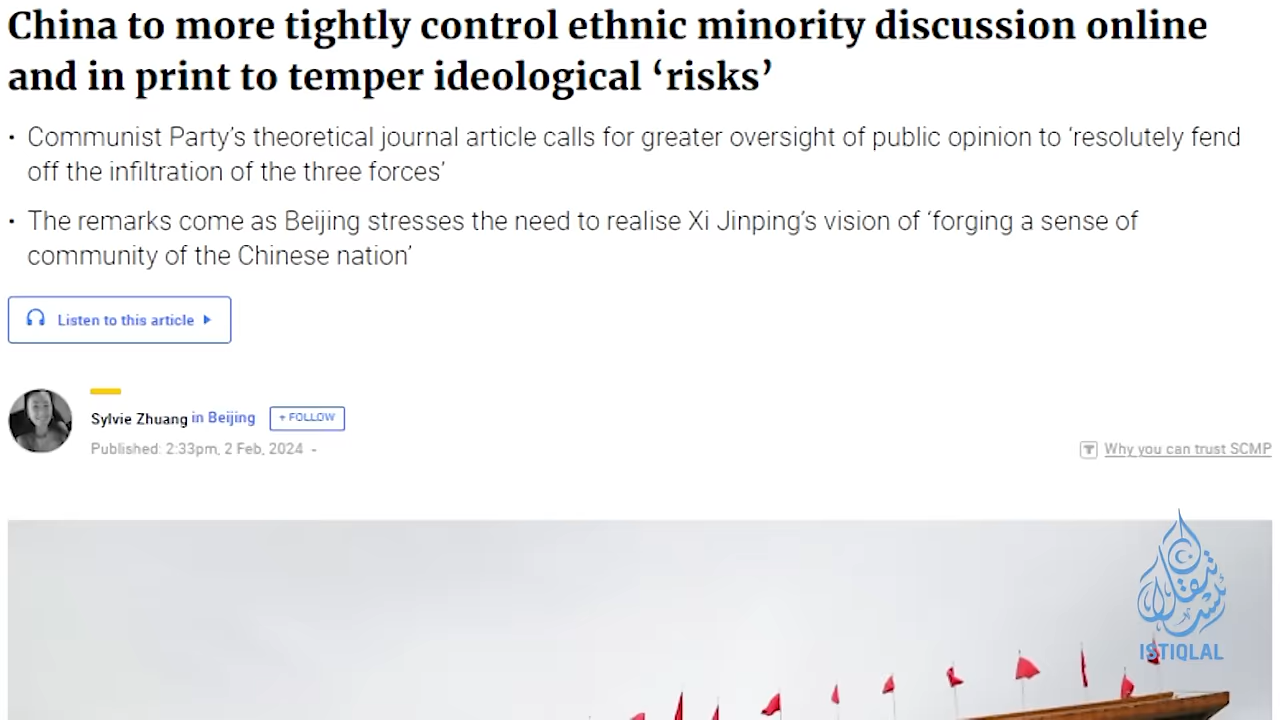 China to more tightly control ethnic minority discussion online
and in print to temper ideological ‘risks’
• Communist Party’s theoretical journal article calls for greater oversight of public opinion to ‘resolutely fend
off the infiltration of the three forces’
• The remarks come as Beijing stresses the need to realise Xi Jinping’s vision of ‘forging a sense of
community of the Chinese nation’
Listen to this article
Sylvie Zhuang in Beijing + FOLLOW
Published: 2:33pm, 2 Feb, 2024 -
Why you can trust SCMP
ISTIQLAL